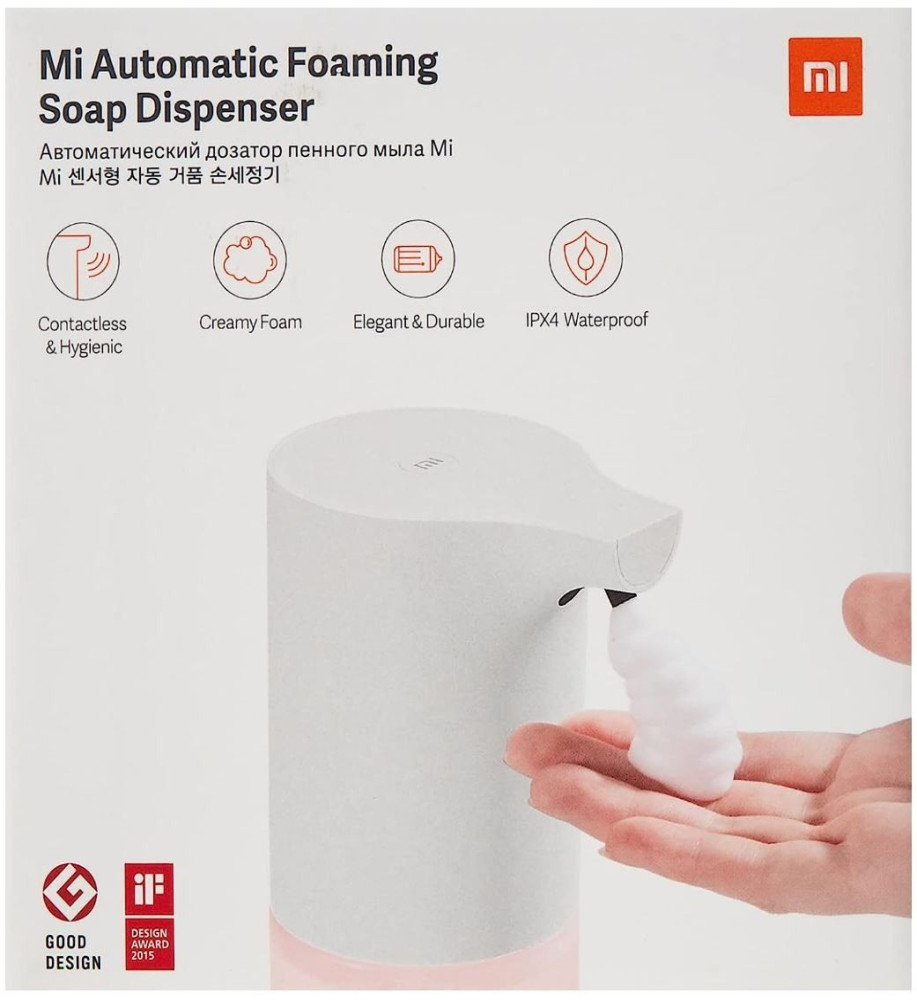 Mi Automatic Foaming
Soap Dispenser
Автоматический дозатор пенного мыла Mi
Mi 센서형 자동 거품 손세정기
Contactless
& Hygienic
Creamy Foam
Elegant & Durable
IPX4 Waterproof
mi
mi
GOOD
DESIGN
iF
DESIGN
AWARD
2015